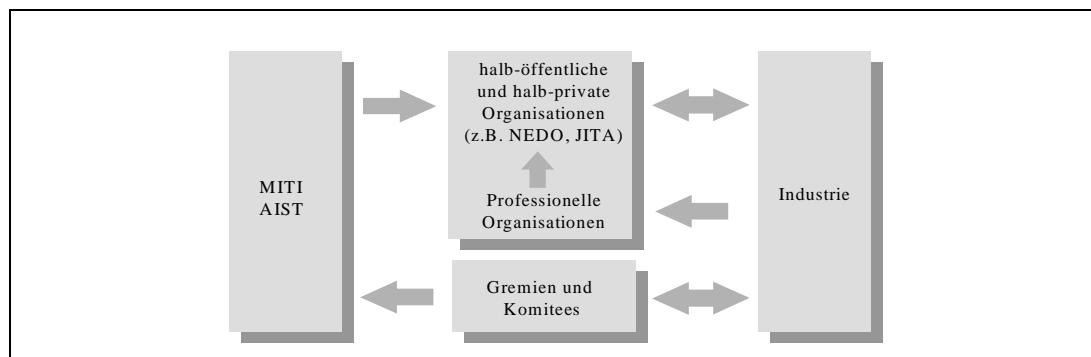 MITI
AIST
halb-öffentliche
und halb-private
Organisationen
(z.B. NEDO, JITA)
Professionelle
Organisationen
Gremien und
Komitees
Industrie